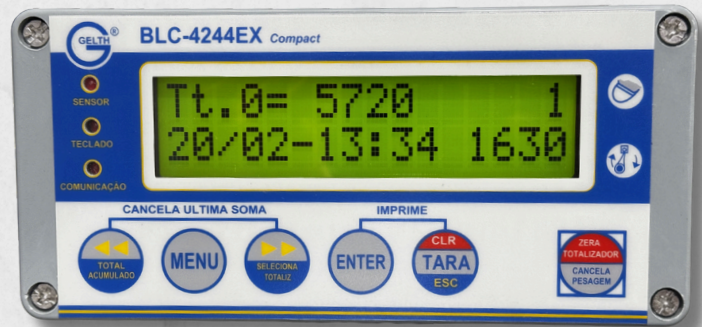 GELTH®
BLC-4244EX Compact
SENSOR
TECLADO
COMUNICAÇÃO
Tt.0= 5720 1
20/02-13:34 1630
CANCELA ULTIMA SOMA
IMPRIME
TOTAL
ACUMULADO
MENU
SELECIONA
TOTALIZ
ENTER
CLR
TARA
ESC
ZERA
TOTALIZADOR
CANCELA
PESAGEM